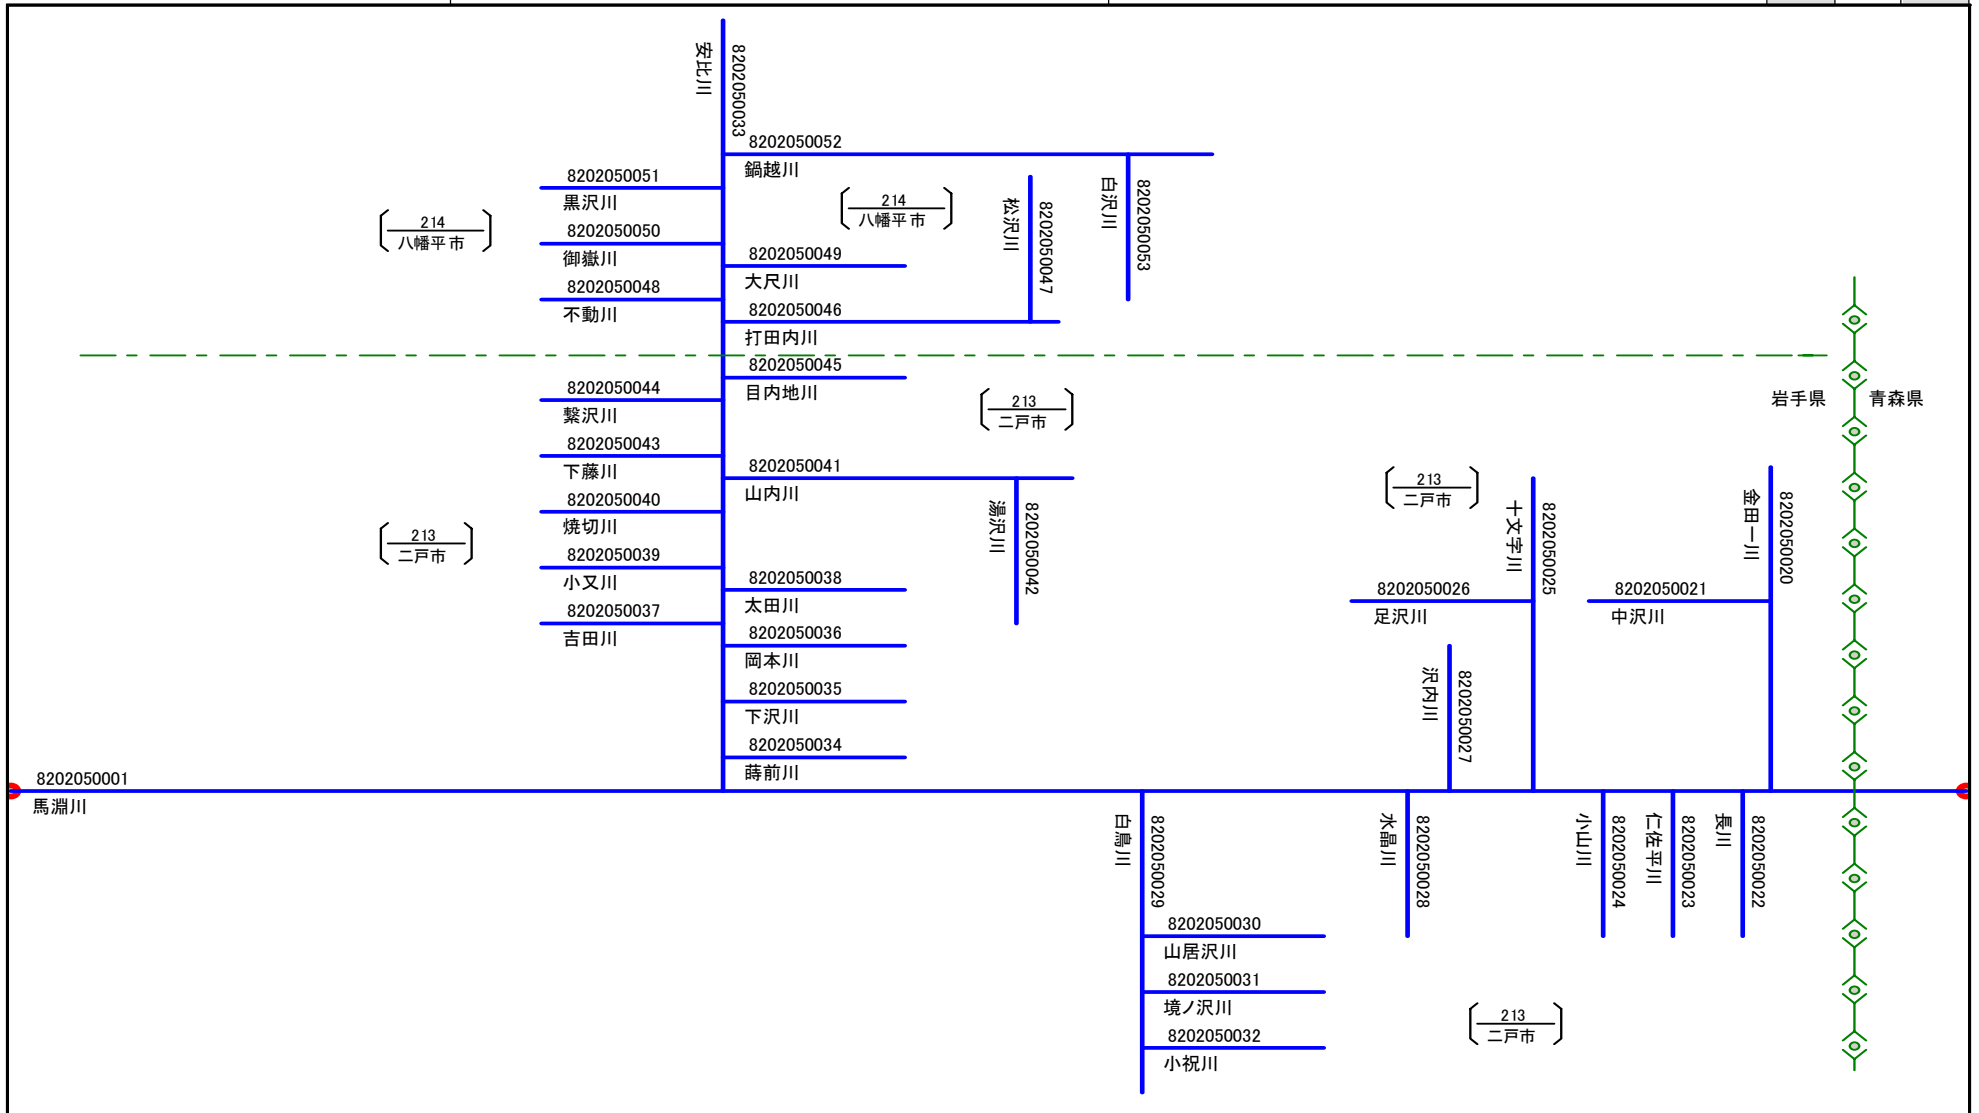 安比川
8202050033
8202050052
鍋越川
8202050051
黒沢川
214
八幡平市
214
八幡平市
松沢川
8202050047
白沢川
8202050053
8202050050
御嶽川
8202050049
大尺川
8202050048
不動川
8202050046
打田内川
8202050045
目内地川
8202050044
繋沢川
213
二戸市
岩手県
青森県
8202050043
下藤川
8202050041
山内川
湯沢川
8202050042
8202050040
焼切川
213
二戸市
8202050039
小又川
8202050038
太田川
8202050037
吉田川
8202050036
岡本川
8202050035
下沢川
8202050034
蒔前川
213
二戸市
十文字川
8202050025
金田一川
8202050020
8202050026
足沢川
8202050021
中沢川
沢内川
8202050027
8202050001
馬淵川
白鳥川
8202050029
水晶川
8202050028
小山川
8202050024
仁佐平川
8202050023
長川
8202050022
8202050030
山居沢川
8202050031
境ノ沢川
8202050032
小祝川
213
二戸市